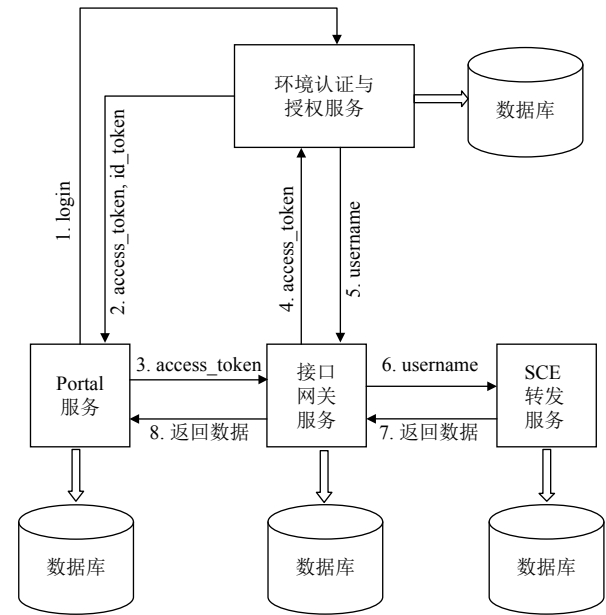 环境认证与
授权服务
数据库
1. login
2. access_token, id_token
4. access_token
5. username
Portal
服务
3. access_token
8. 返回数据
接口
网关
服务
6. username
7. 返回数据
SCE
转发
服务
数据库
数据库
数据库